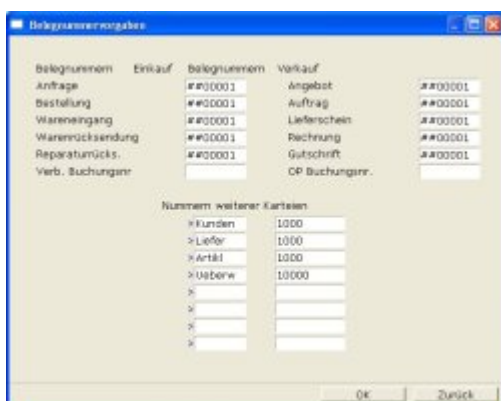 Belegnummernvorgaben
Belegnummern Einkauf Belegnummern Verkauf
Anfrage ##00001 Angebot ##00001
Bestellung ##00001 Auftrag ##00001
Wareneingang ##00001 Lieferschein ##00001
Warenrücksendung ##00001 Rechnung ##00001
Reparaturrücks. ##00001 Gutschrift ##00001
Verb. Buchungsnr OP Buchungsnr.
Nummern weiterer Karteien
> Kunden 1000
> Liefer 1000
> Artikl 1000
> Ueberw 10000
>
>
>
>
OK Zurück